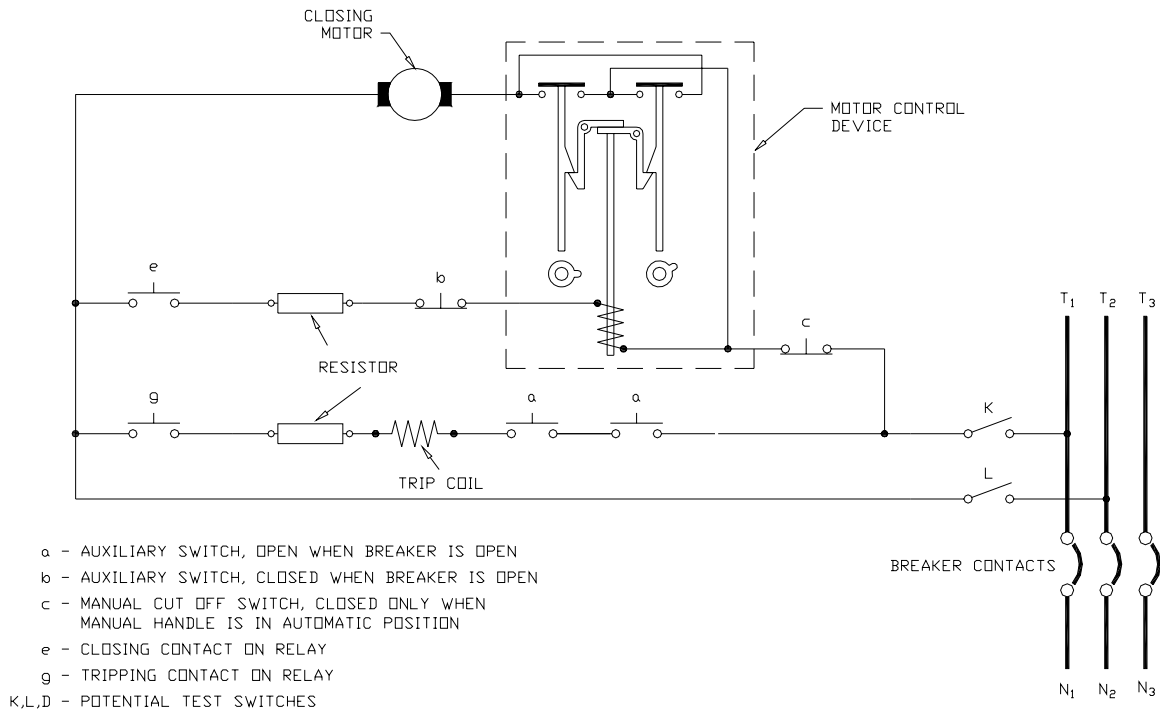 CLOSING
MOTOR
MOTOR CONTROL
DEVICE
e
b
c
T1
T2
T3
RESISTOR
g
a
a
K
TRIP COIL
L
a - AUXILIARY SWITCH, OPEN WHEN BREAKER IS OPEN
b - AUXILIARY SWITCH, CLOSED WHEN BREAKER IS OPEN
c - MANUAL CUT OFF SWITCH, CLOSED ONLY WHEN
MANUAL HANDLE IS IN AUTOMATIC POSITION
e - CLOSING CONTACT ON RELAY
g - TRIPPING CONTACT ON RELAY
K,L,D - POTENTIAL TEST SWITCHES
BREAKER CONTACTS
N1
N2
N3